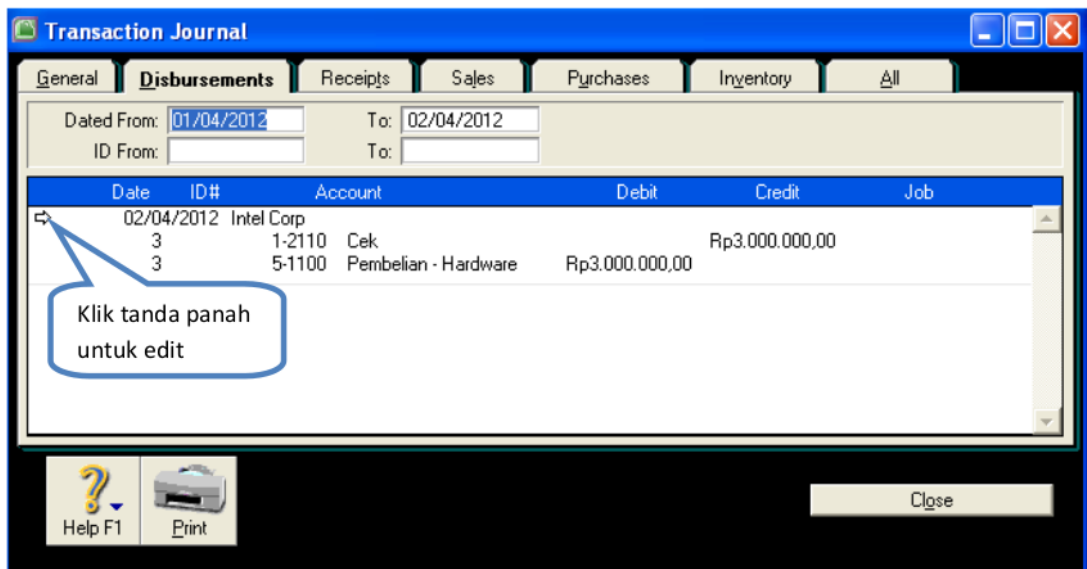 Transaction Journal
General Disbursements Receipts Sales Purchases Inventory All
Dated From: 01/04/2012 To: 02/04/2012
ID From: To:
Date ID# Account Debit Credit Job
02/04/2012 Intel Corp
3 1-2110 Cek Rp3.000.000,00
3 5-1100 Pembelian - Hardware Rp3.000.000,00
Klik tanda panah
untuk edit
Help F1 Print Close